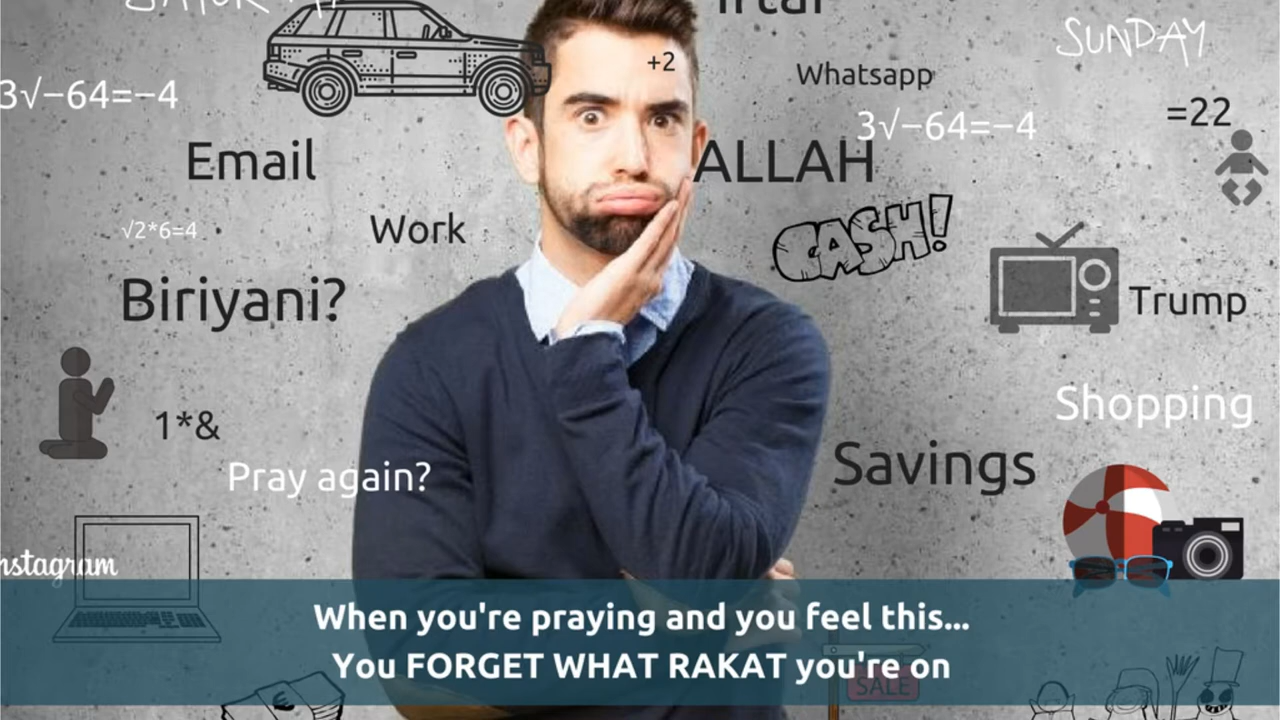 SUNDAY
+2
Whatsapp
3√−64=−4
3√−64=−4
=22
Email
ALLAH
√2*6=4
Work
CASH!
Biriyani?
Trump
1*&
Shopping
Pray again?
Savings
When you're praying and you feel this...
You FORGET WHAT RAKAT you're on
SALE